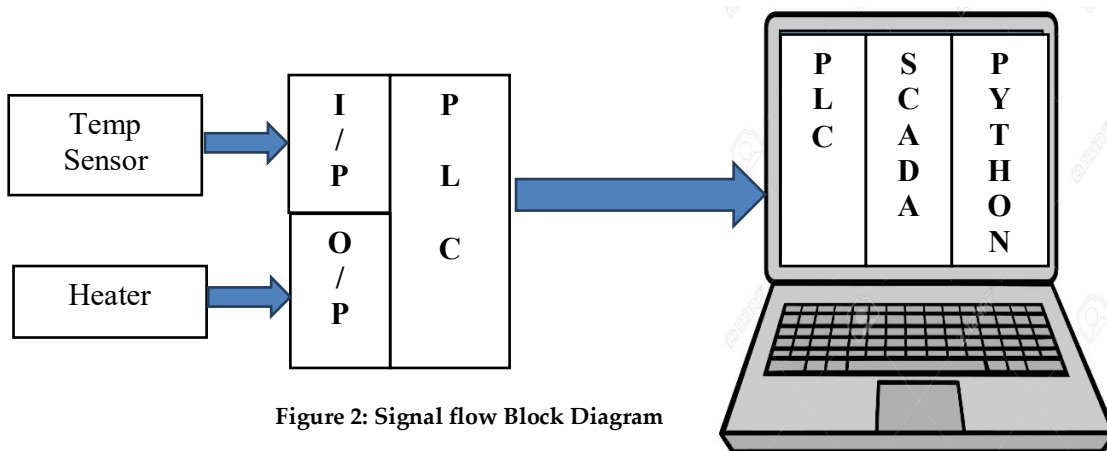 Temp
Sensor
Heater
I
/
P
O
/
P
P
L
C
P
L
C
S
C
A
D
A
P
Y
T
H
O
N
Figure 2: Signal flow Block Diagram